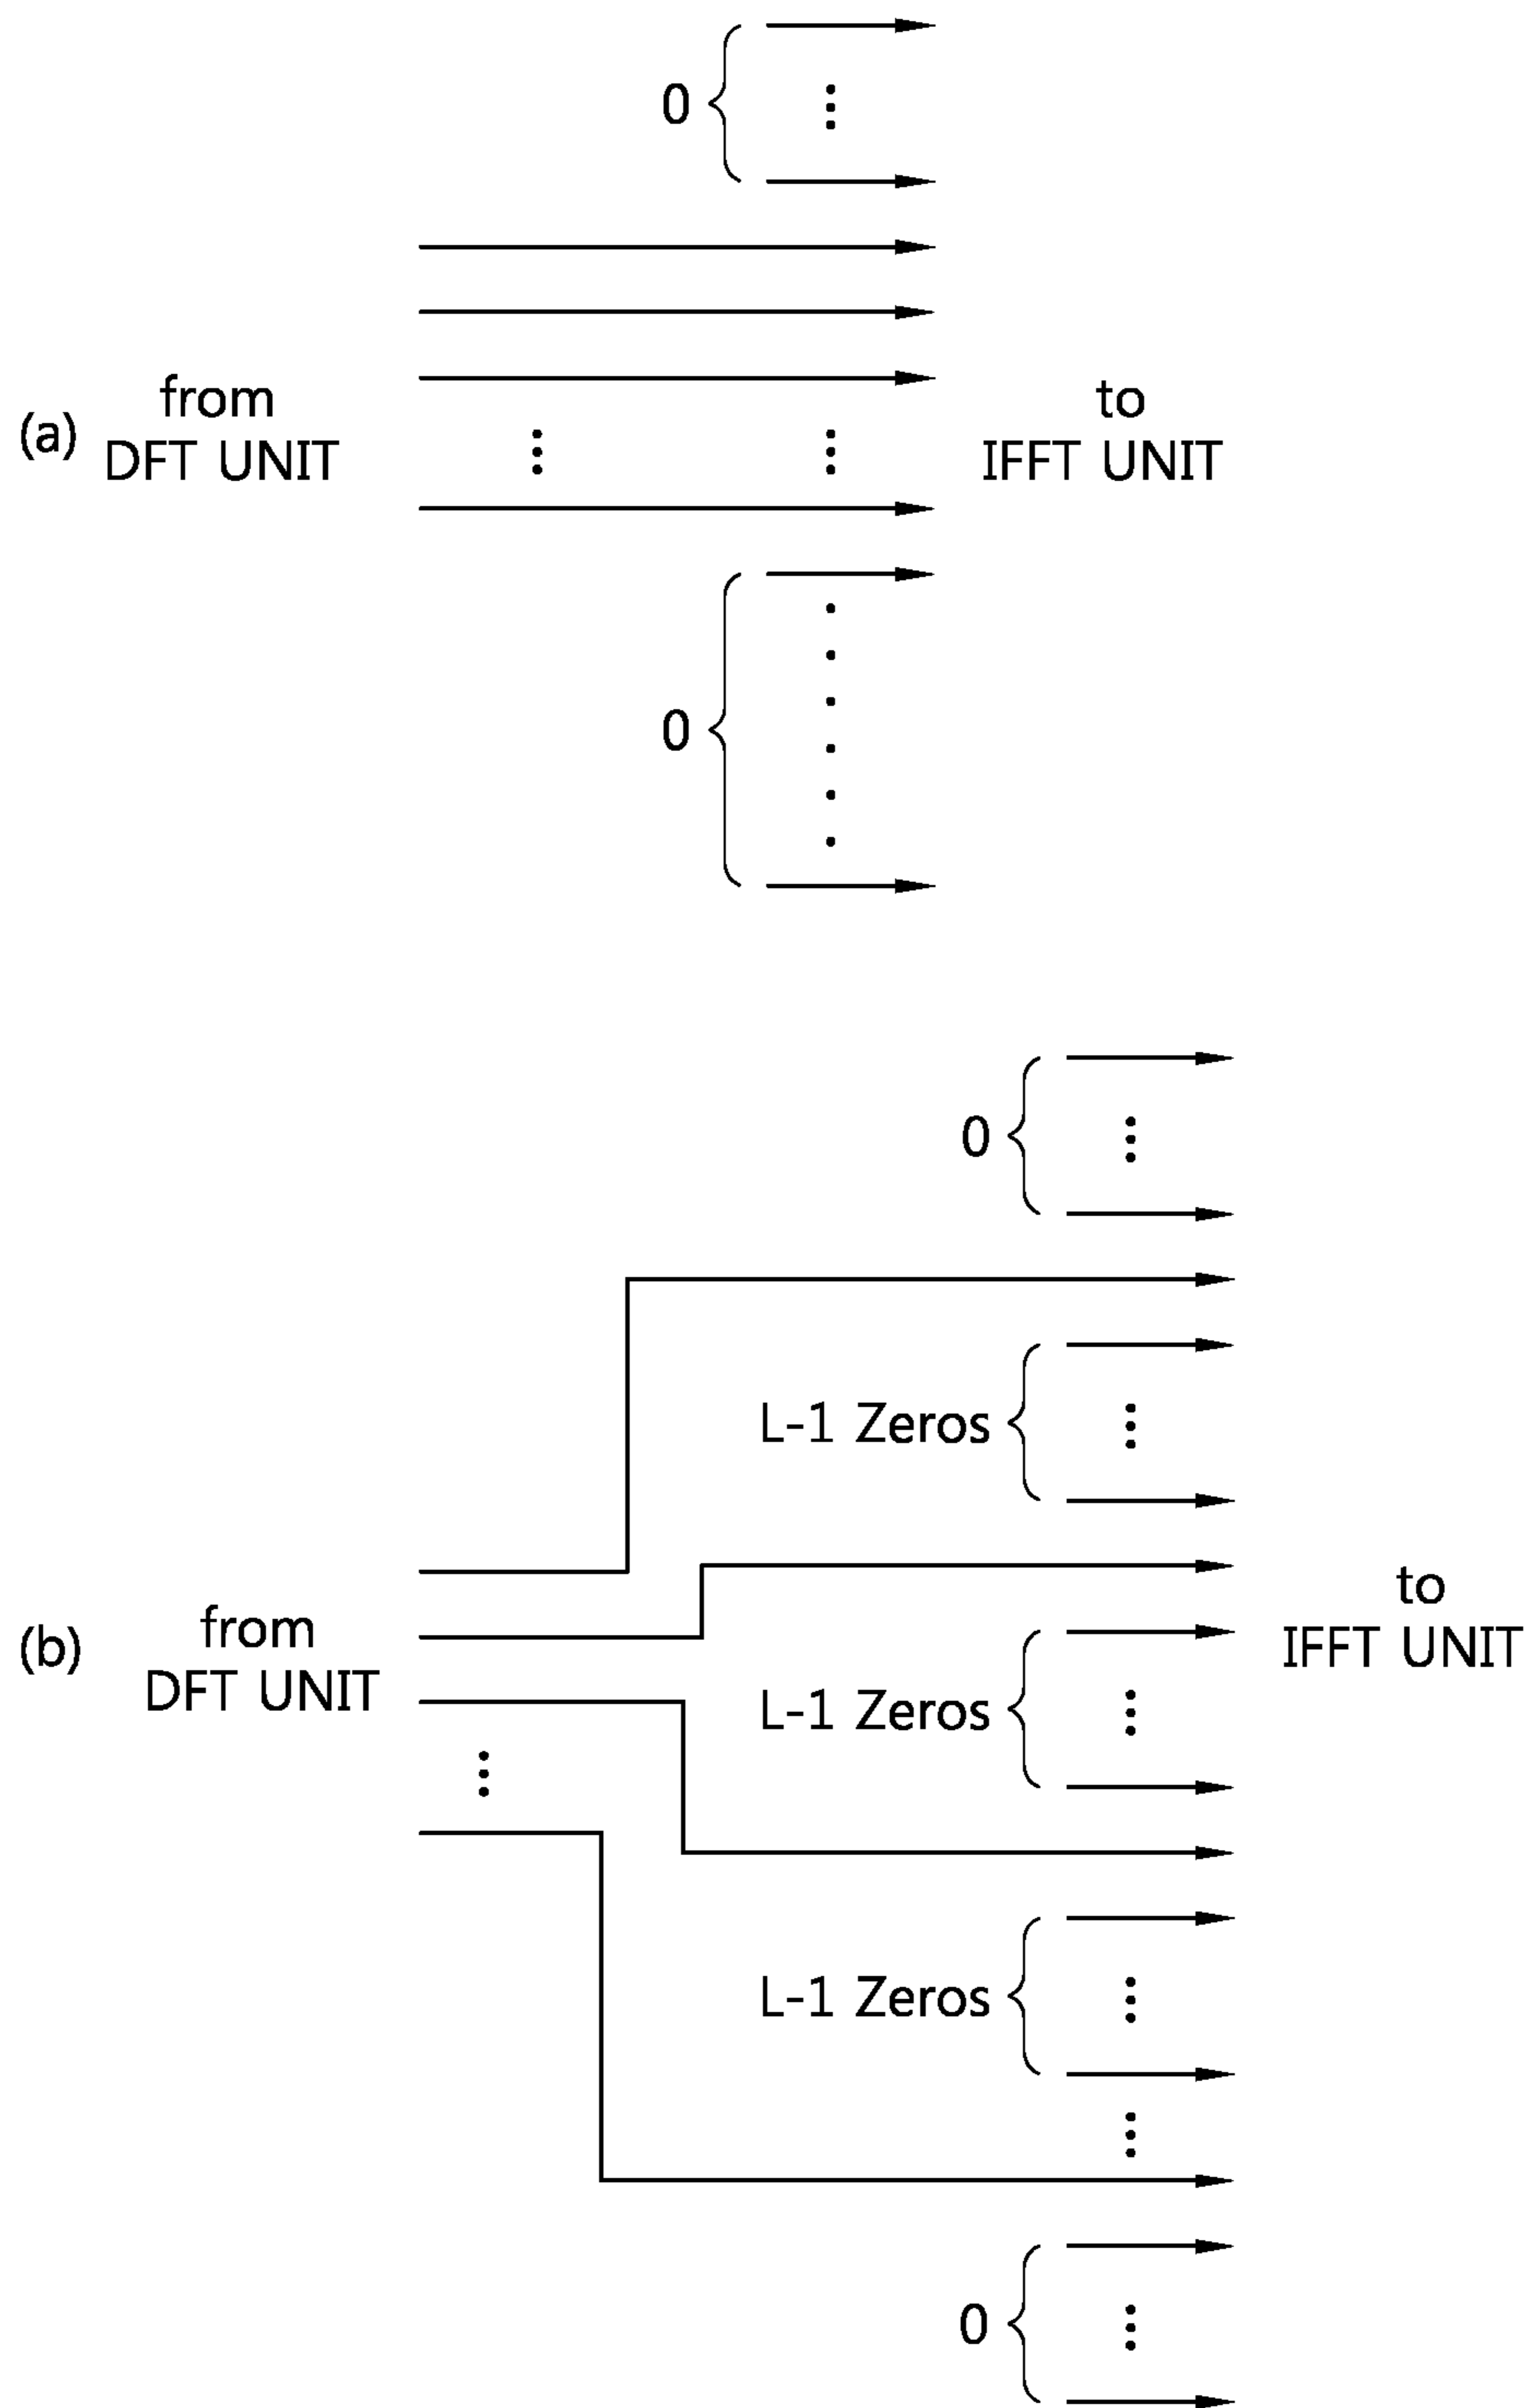 0
(a)
from
DFT UNIT
to
IFFT UNIT
0
0
L-1 Zeros
(b)
from
DFT UNIT
to
IFFT UNIT
L-1 Zeros
L-1 Zeros
0